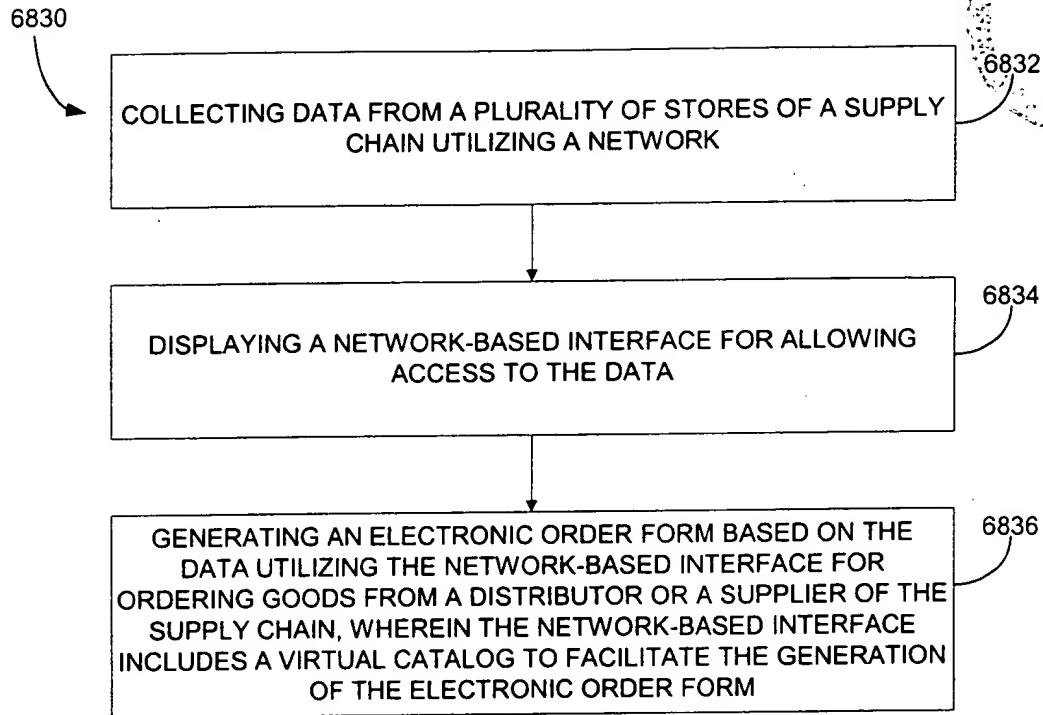 6830
6832
COLLECTING DATA FROM A PLURALITY OF STORES OF A SUPPLY
CHAIN UTILIZING A NETWORK
6834
DISPLAYING A NETWORK-BASED INTERFACE FOR ALLOWING
ACCESS TO THE DATA
6836
GENERATING AN ELECTRONIC ORDER FORM BASED ON THE
DATA UTILIZING THE NETWORK-BASED INTERFACE FOR
ORDERING GOODS FROM A DISTRIBUTOR OR A SUPPLIER OF THE
SUPPLY CHAIN, WHEREIN THE NETWORK-BASED INTERFACE
INCLUDES A VIRTUAL CATALOG TO FACILITATE THE GENERATION
OF THE ELECTRONIC ORDER FORM